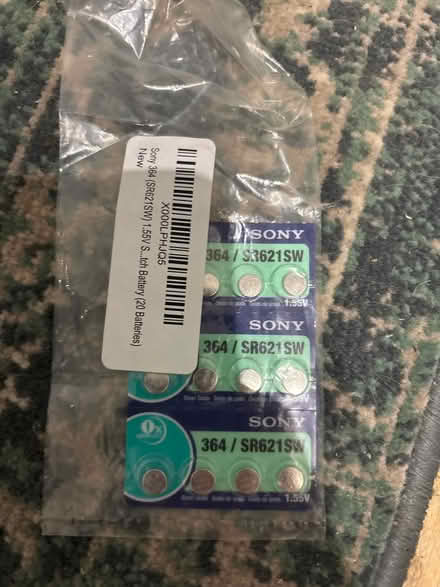 X000LPHJQ5
Sony 364 (SR621SW) 1.55V S...tch Battery (20 Batteries)
New
SONY
364 / SR621SW
1.55V
SONY
364 / SR621SW
SONY
364 / SR621SW
1.55V